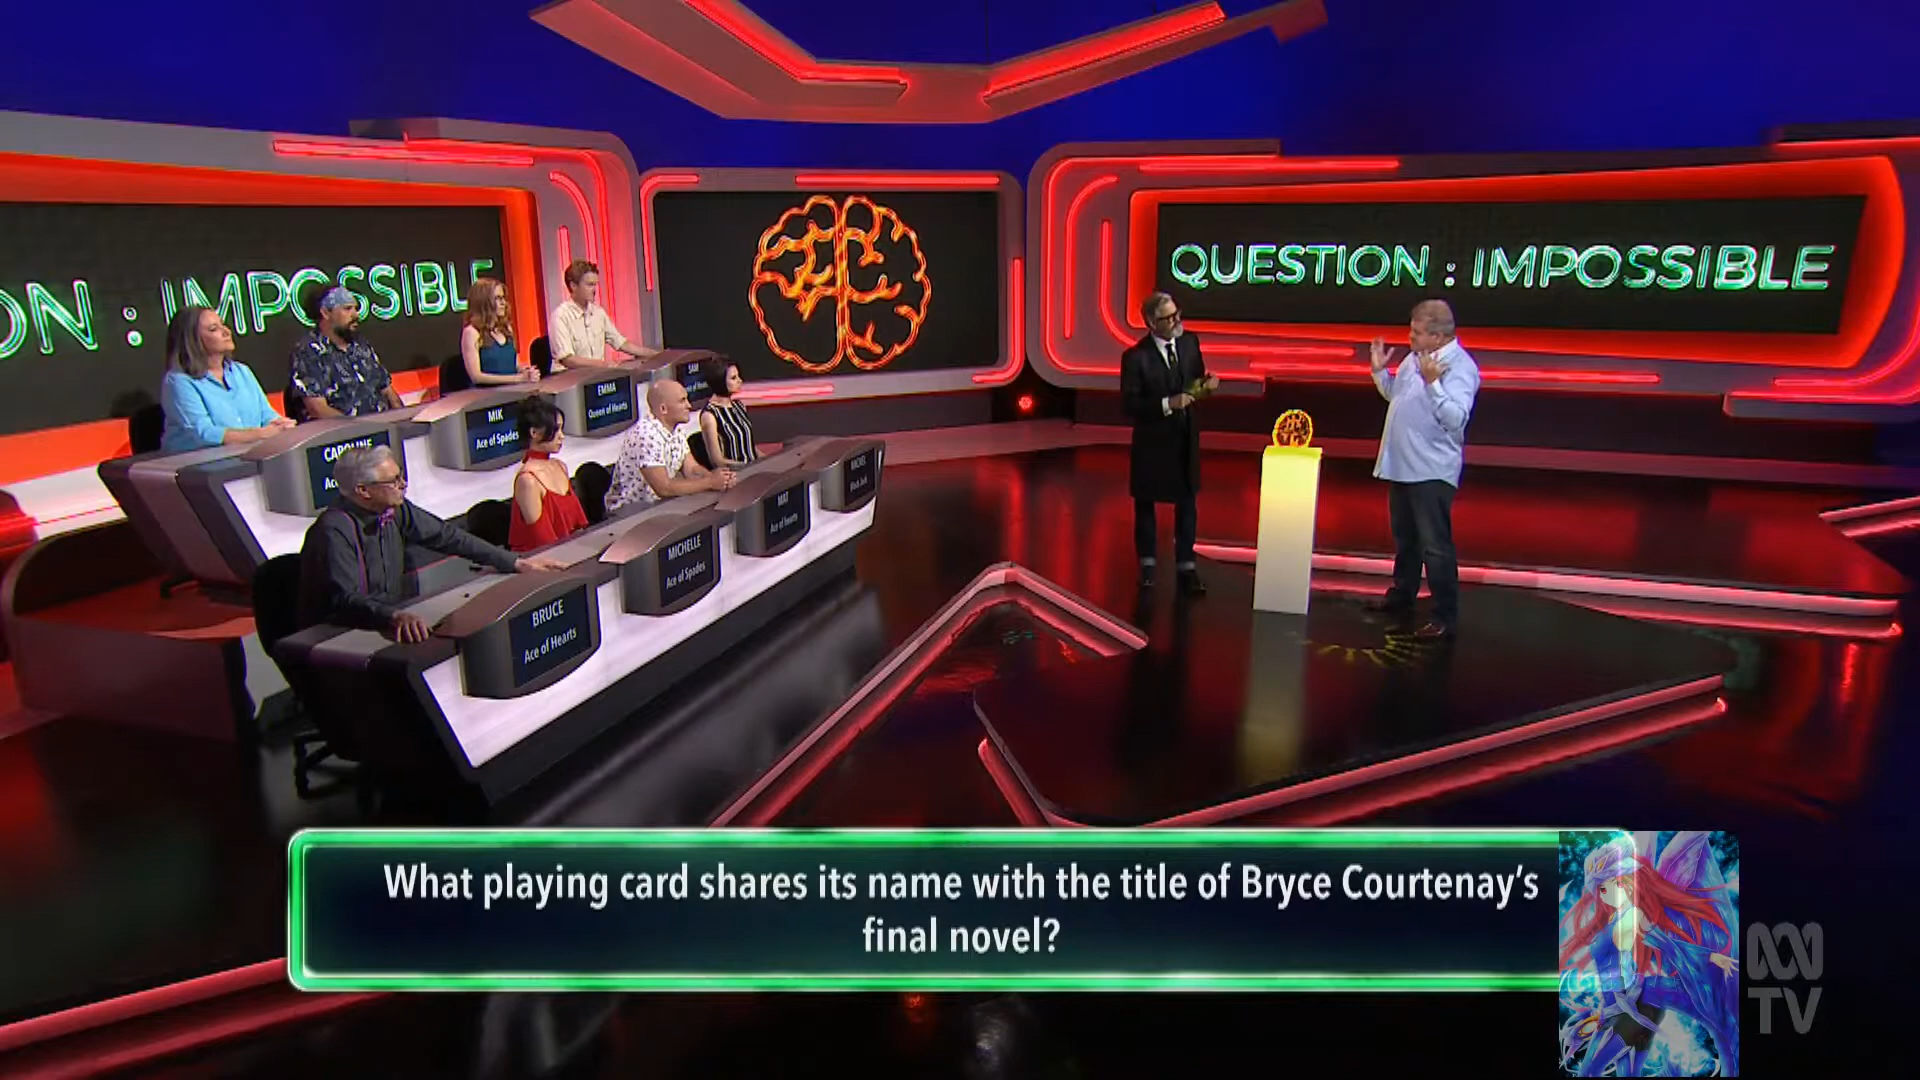 ON : IMPOSSIBLE
QUESTION : IMPOSSIBLE
SAM
EMMA
Queen of Hearts
MIK
Ace of Spades
CAROLINE
MAT
Ace of hearts
MICHELLE
Ace of Spades
BRUCE
Ace of Hearts
What playing card shares its name with the title of Bryce Courtenay's
final novel?
TV